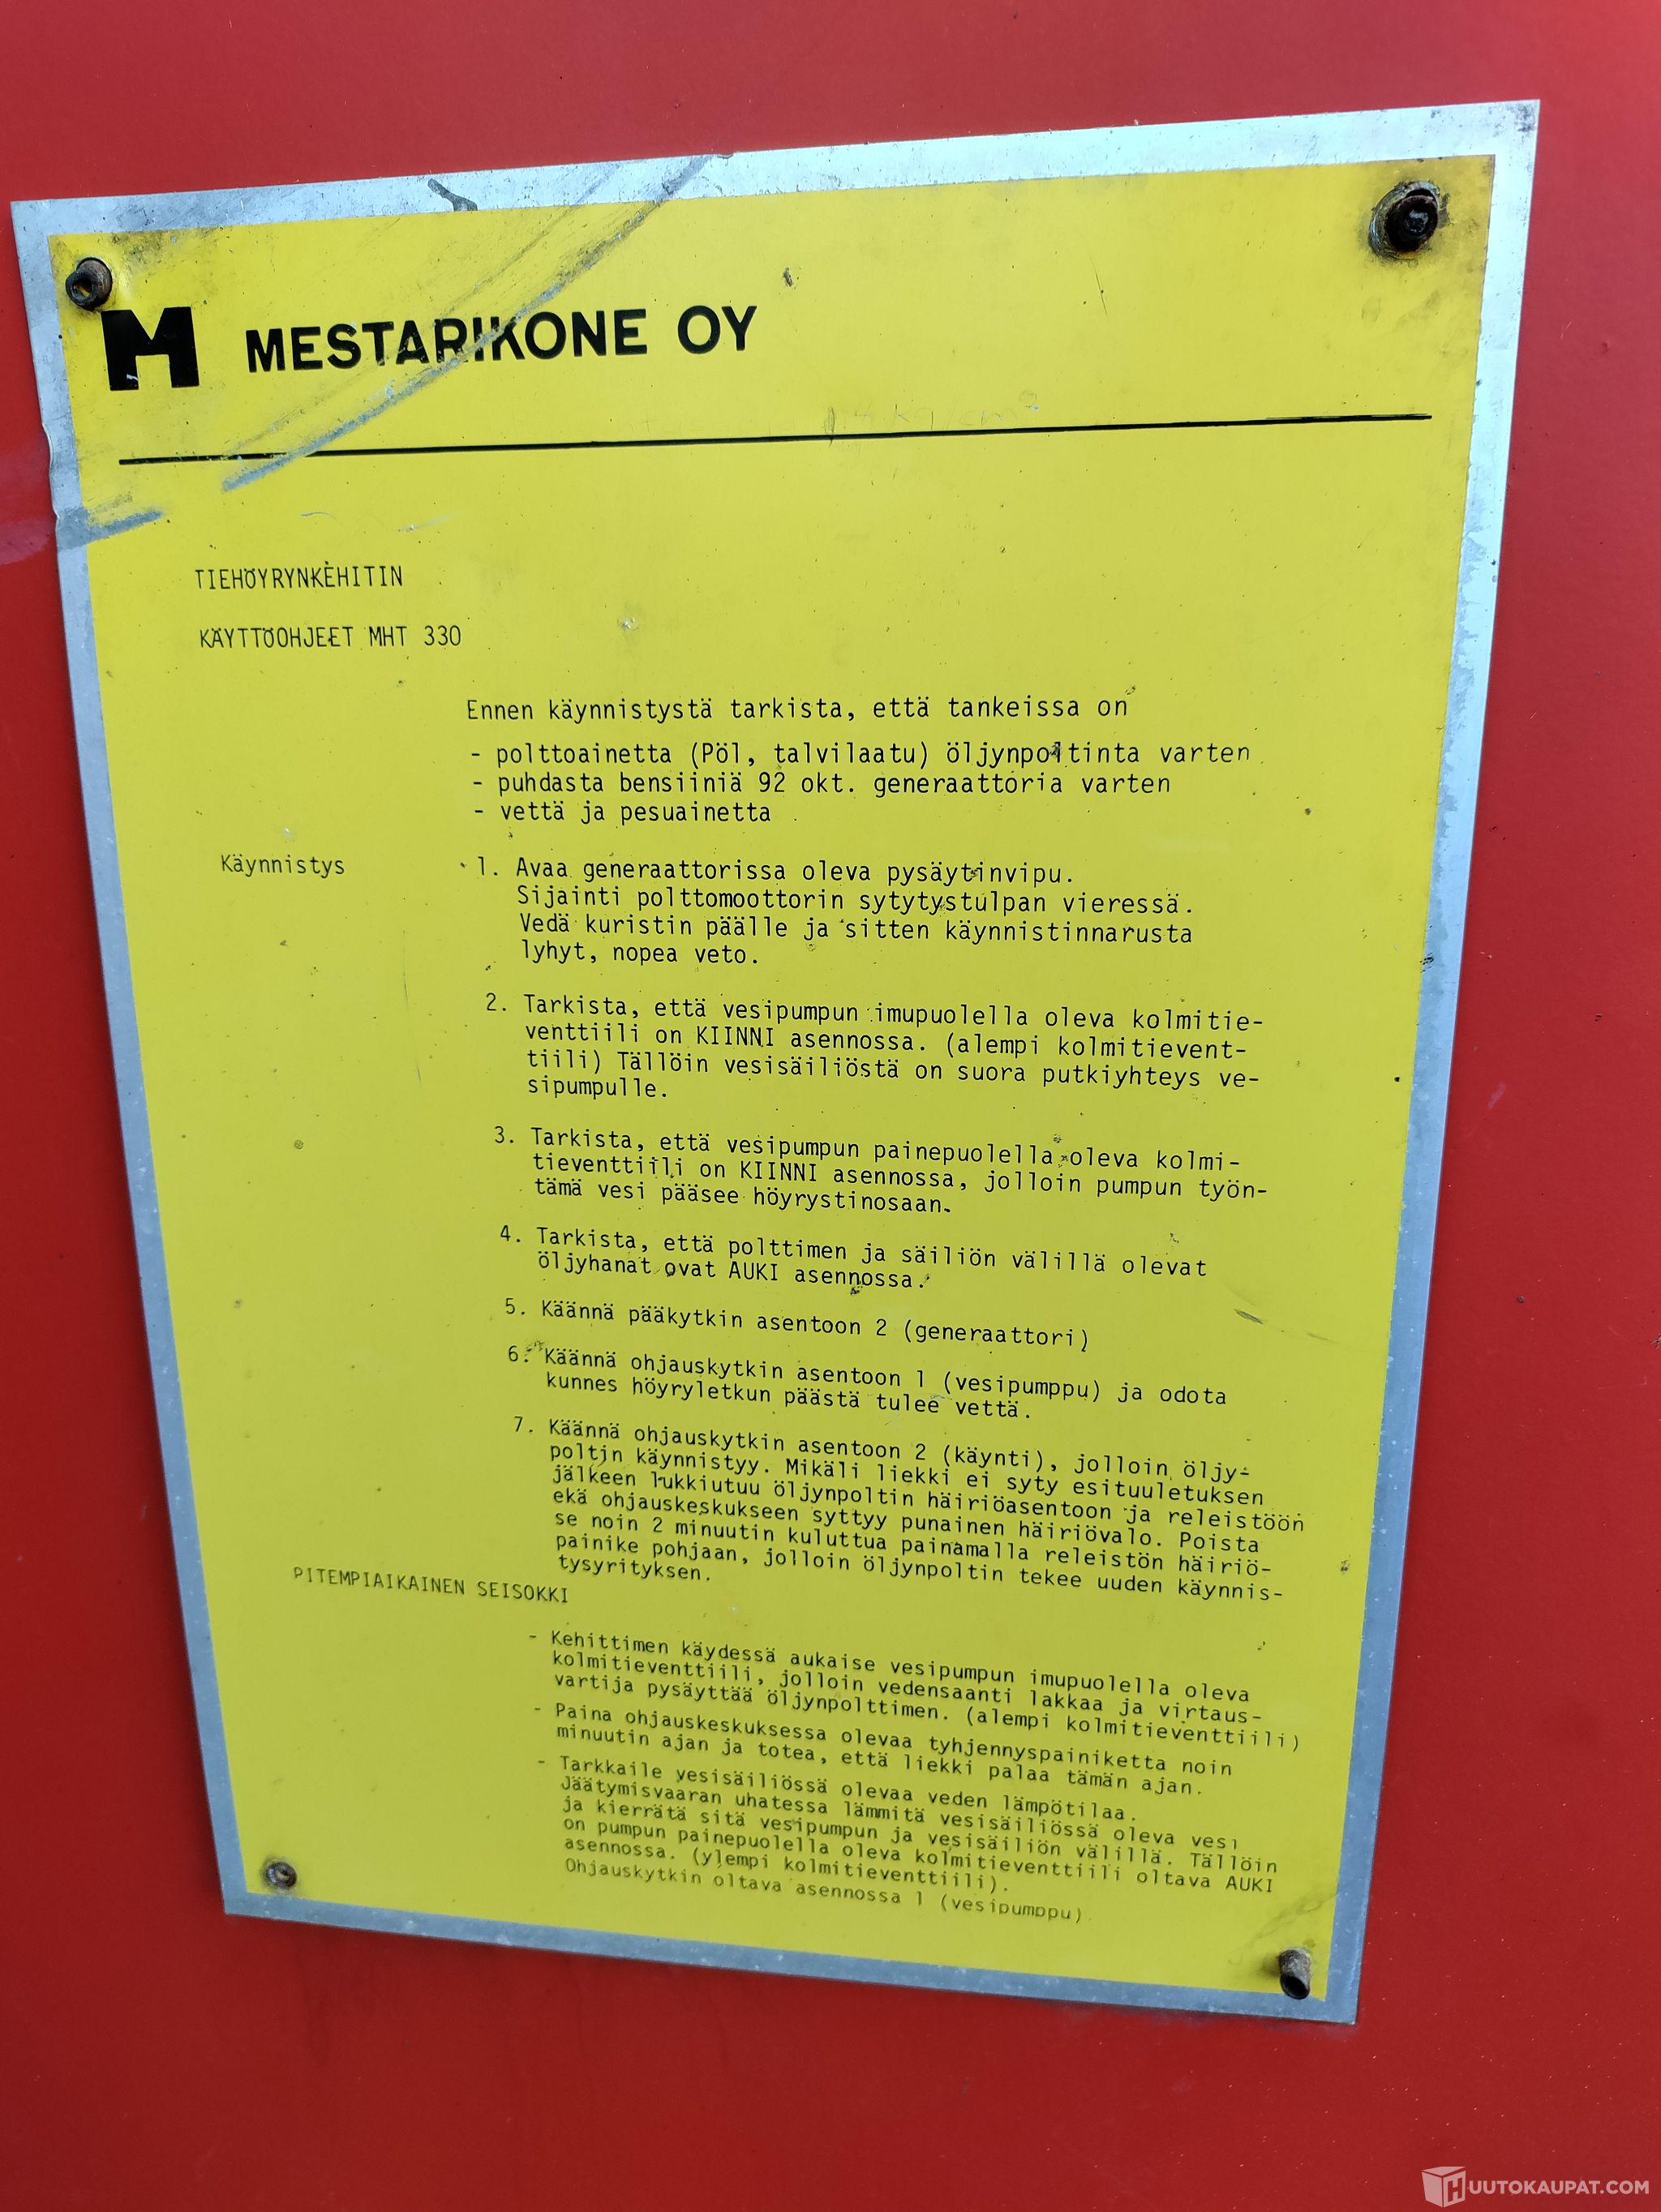 M MESTARIKONE OY
TIEHÖYRYNKEHITIN
KÄYTTÖOHJEET MHT 330
Ennen käynnistystä tarkista, että tankeissa on
- polttoainetta (Pöl, talvilaatu) öljynpoltinta varten
- puhdasta bensiiniä 92 okt. generaattoria varten
- vettä ja pesuainetta
Käynnistys
1. Avaa generaattorissa oleva pysäytinvipu.
Sijainti polttomoottorin sytytystulpan vieressä.
Vedä kuristin päälle ja sitten käynnistinnarusta
lyhyt, nopea veto.
2. Tarkista, että vesipumpun imupuolella oleva kolmitie-
venttiili on KIINNI asennossa. (alempi kolmitievent-
tiili) Tällöin vesisäiliöstä on suora putkiyhteys ve-
sipumpulle.
3. Tarkista, että vesipumpun painepuolella oleva kolmi-
tieventtiili on KIINNI asennossa, jolloin pumpun työn-
tämä vesi pääsee höyrystinosaan.
4. Tarkista, että polttimen ja säiliön välillä olevat
öljyhanat ovat AUKI asennossa.
5. Käännä pääkytkin asentoon 2 (generaattori)
6. Käännä ohjauskytkin asentoon 1 (vesipumppu) ja odota
kunnes höyryletkun päästä tulee vettä.
7. Käännä ohjauskytkin asentoon 2 (käynti), jolloin öljy-
poltin käynnistyy. Mikäli liekki ei syty esituuletuksen
jälkeen lukkiutuu öljynpoltin häiriöasentoon ja releistöön
ekä ohjauskeskukseen syttyy punainen häiriövalo. Poista
se noin 2 minuutin kuluttua painamalla releistön häiriö-
painike pohjaan, jolloin öljynpoltin tekee uuden käynnis-
tysyrityksen.
PITEMPIAIKAINEN SEISOKKI
- Kehittimen käydessä aukaise vesipumpun imupuolella oleva
kolmitieventtiili, jolloin vedensaanti lakkaa ja virtaus-
vartija pysäyttää öljynpolttimen. (alempi kolmitieventtiili)
- Paina ohjauskeskuksessa olevaa tyhjennyspainiketta noin
minuutin ajan ja totea, että liekki palaa tämän ajan.
- Tarkkaile vesisäiliössä olevaa veden lämpötilaa.
Jäätymisvaaran uhatessa lämmitä vesisäiliössä oleva vesi
ja kierrätä sitä vesipumpun ja vesisäiliön välillä. Tällöin
on pumpun painepuolella oleva kolmitieventtiili oltava AUKI
asennossa. (ylempi kolmitieventtiili).
Ohjauskytkin oltava asennossa 1 (vesipumppu)
HUUTOKAUPAT.COM